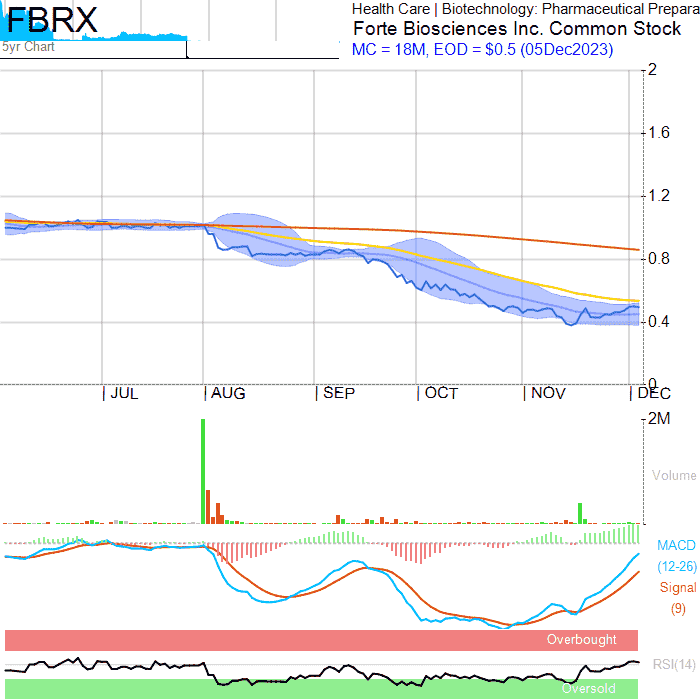 FBRX
5yr Chart
Health Care | Biotechnology: Pharmaceutical Prepara
Forte Biosciences Inc. Common Stock
MC = 18M, EOD = $0.5 (05Dec2023)
2
1.6
1.2
0.8
0.4
0
JUL AUG SEP OCT NOV DEC
2M
Volume
MACD
(12-26)
Signal
(9)
Overbought
RSI(14)
Oversold